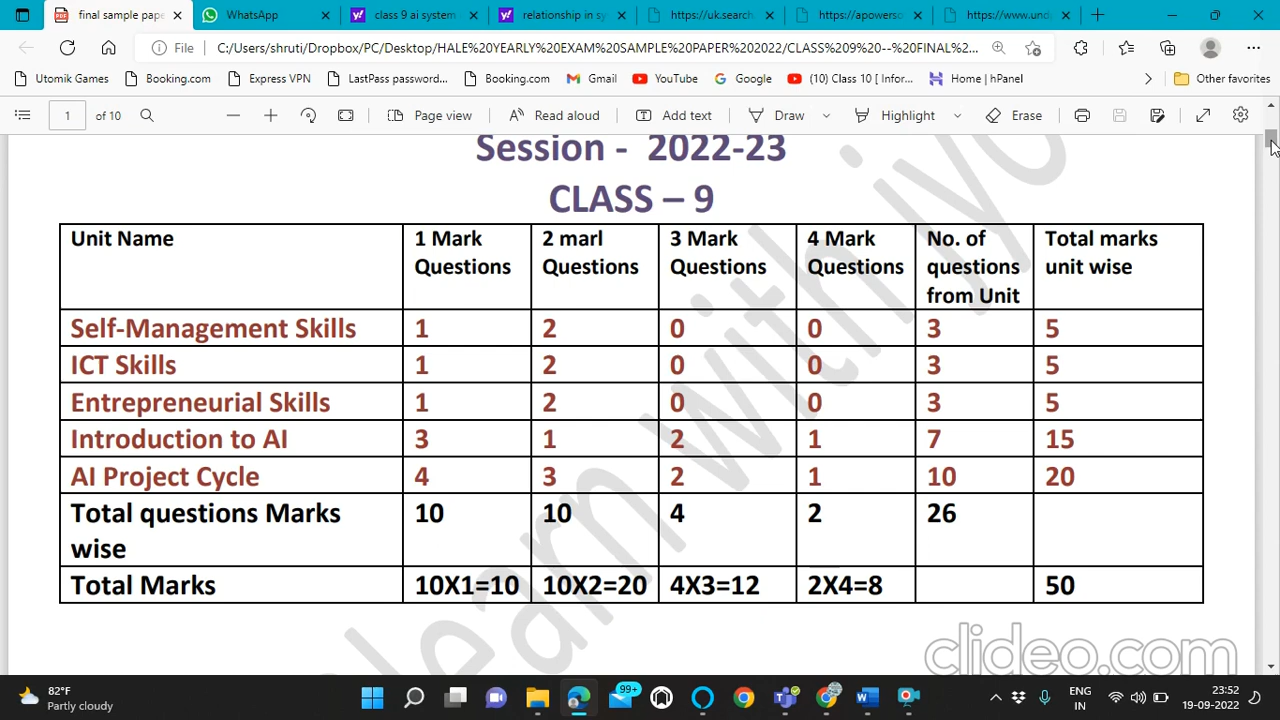 final sample pape
WhatsApp
class 9 ai system
relationship in sy
https://uk.search
https://apowerso
https://www.und
File
C:/Users/shruti/Dropbox/PC/Desktop/HALE%20YEARLY%20EXAM%20SAMPLE%20PAPER%202022/CLASS%209%20--%20FINAL%2...
Utomik Games
Booking.com
Express VPN
LastPass password...
Booking.com
Gmail
YouTube
Google
(10) Class 10 [ Infor...
Home | hPanel
Other favorites
1 of 10
Page view
Read aloud
Add text
Draw
Highlight
Erase
Session - 2022-23
CLASS – 9
Unit Name | 1 Mark Questions | 2 marl Questions | 3 Mark Questions | 4 Mark Questions | No. of questions from Unit | Total marks unit wise
Self-Management Skills 1 2 0 0 3 5
ICT Skills 1 2 0 0 3 5
Entrepreneurial Skills 1 2 0 0 3 5
Introduction to AI 3 1 2 1 7 15
AI Project Cycle 4 3 2 1 10 20
Total questions Marks wise 10 10 4 2 26
Total Marks 10X1=10 10X2=20 4X3=12 2X4=8 50
learn with jyo
clideo.com
82°F
Partly cloudy
99+
ENG
IN
23:52
19-09-2022